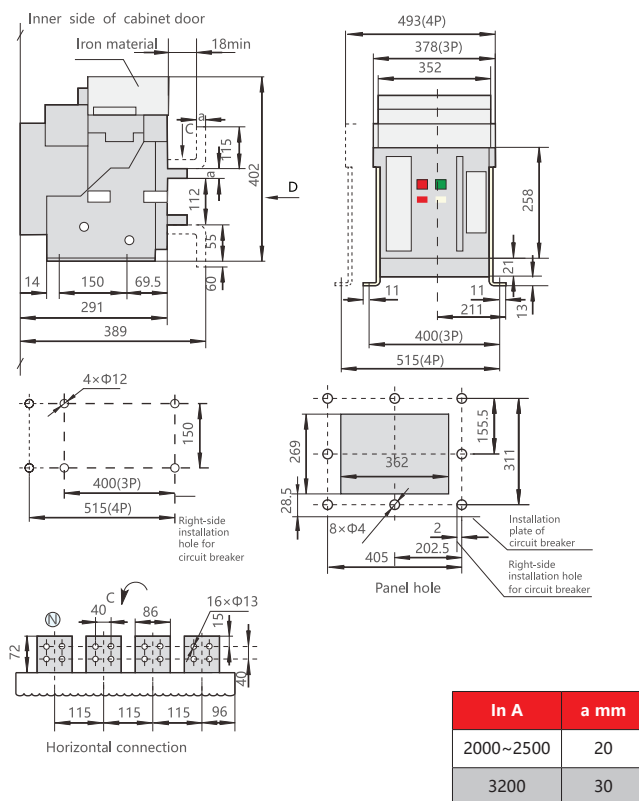 Inner side of cabinet door
Iron material
18min
a
C
115
a
402
112
D
55
60
14
150
69.5
291
389
493(4P)
378(3P)
352
258
21
13
11
11
211
400(3P)
515(4P)
4×Φ12
150
400(3P)
515(4P)
Right-side
installation
hole for
circuit breaker
269
362
155.5
311
28.5
8×Φ4
2
202.5
405
Panel hole
Installation
plate of
circuit breaker
Right-side
installation hole
for circuit breaker
N
C
40
86
16×Φ13
15
72
40
115
115
115
96
Horizontal connection
In A a mm
2000~2500 20
3200 30